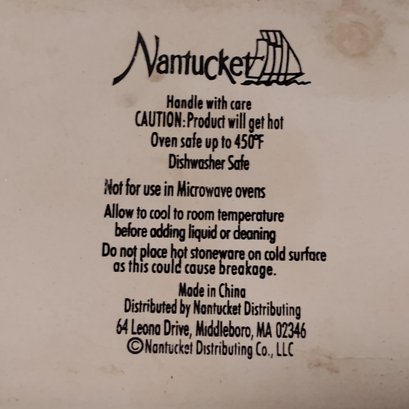 Nantucket
Handle with care
CAUTION: Product will get hot
Oven safe up to 450°F
Dishwasher Safe
Not for use in Microwave ovens
Allow to cool to room temperature
before adding liquid or cleaning
Do not place hot stoneware on cold surface
as this could cause breakage.
Made in China
Distributed by Nantucket Distributing
64 Leona Drive, Middleboro, MA 02346
©Nantucket Distributing Co., LLC